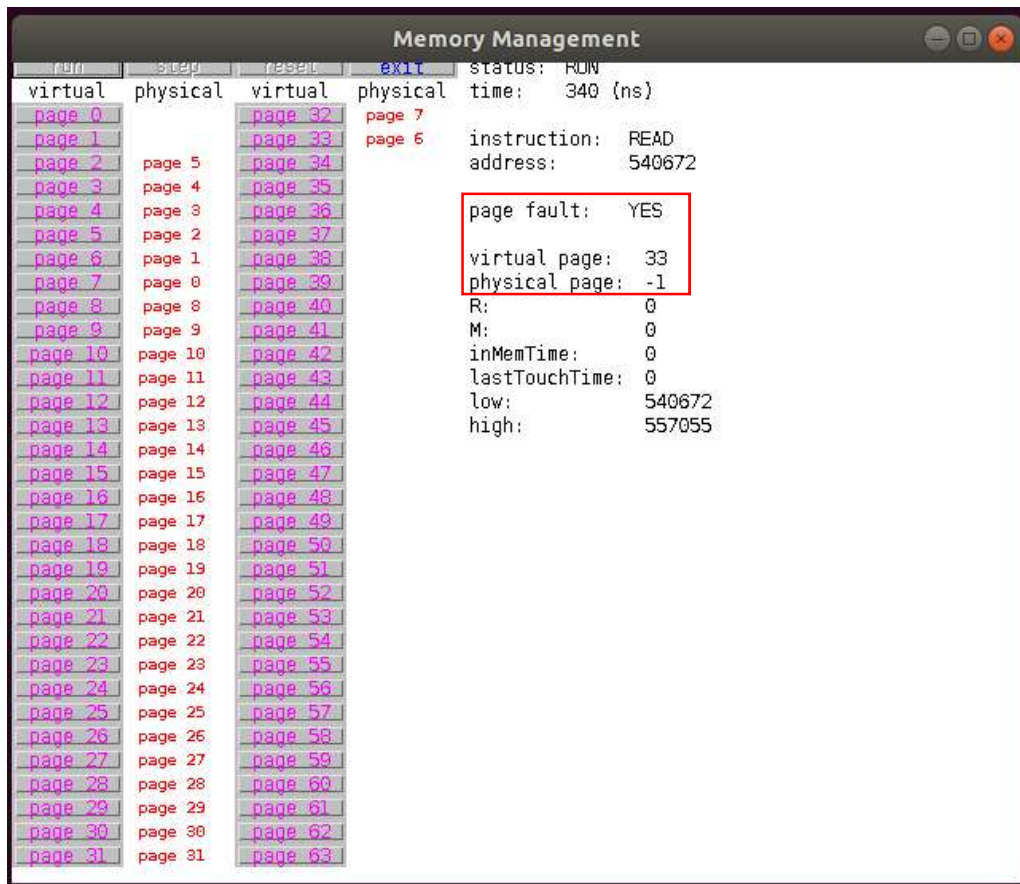 Memory Management
run step reset exit status: RUN
virtual physical virtual physical time: 340 (ns)
page 0 page 32 page 7
page 1 page 33 page 6 instruction: READ
page 2 page 5 page 34 address: 540672
page 3 page 4 page 35
page 4 page 3 page 36 page fault: YES
page 5 page 2 page 37
page 6 page 1 page 38 virtual page: 33
page 7 page 0 page 39 physical page: -1
page 8 page 8 page 40 R: 0
page 9 page 9 page 41 M: 0
page 10 page 10 page 42 inMemTime: 0
page 11 page 11 page 43 lastTouchTime: 0
page 12 page 12 page 44 low: 540672
page 13 page 13 page 45 high: 557055
page 14 page 14 page 46
page 15 page 15 page 47
page 16 page 16 page 48
page 17 page 17 page 49
page 18 page 18 page 50
page 19 page 19 page 51
page 20 page 20 page 52
page 21 page 21 page 53
page 22 page 22 page 54
page 23 page 23 page 55
page 24 page 24 page 56
page 25 page 25 page 57
page 26 page 26 page 58
page 27 page 27 page 59
page 28 page 28 page 60
page 29 page 29 page 61
page 30 page 30 page 62
page 31 page 31 page 63